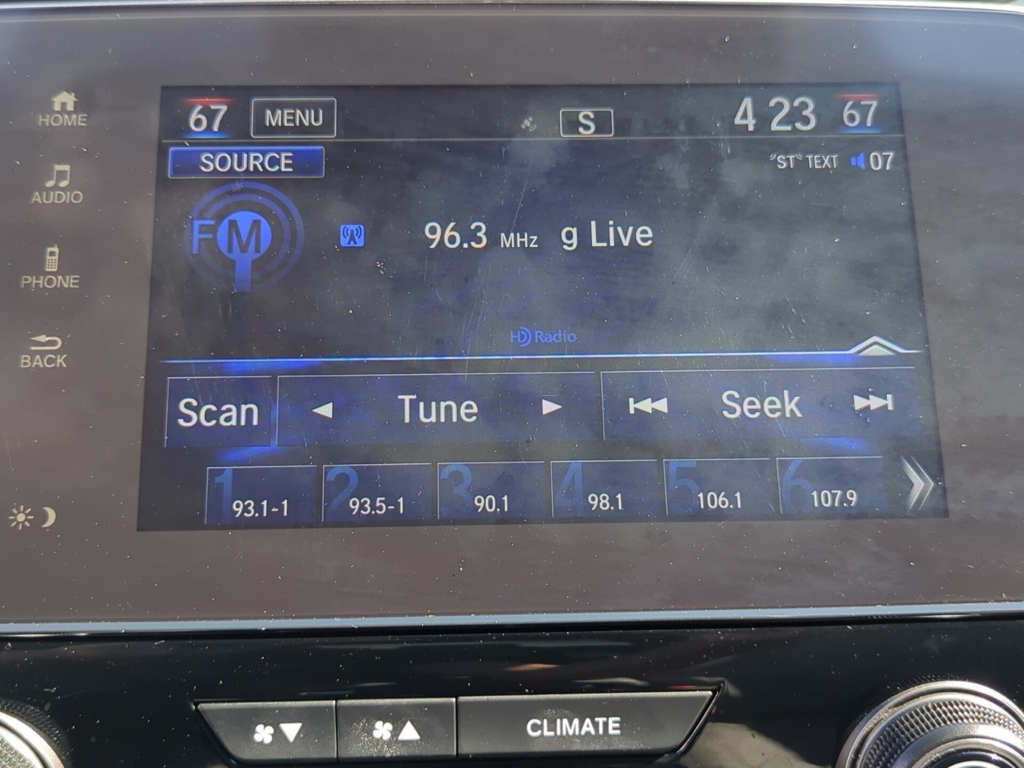 HOME
AUDIO
PHONE
BACK
67 MENU S 4 23 67
SOURCE "ST" TEXT 07
FM 96.3 MHz g Live
HD Radio
Scan Tune Seek
1 2 3 4 5 6
93.1-1 93.5-1 90.1 98.1 106.1 107.9
CLIMATE